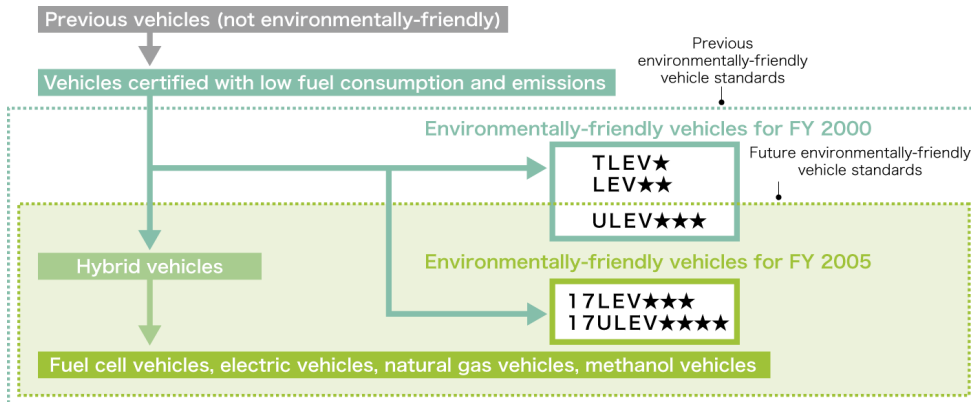 Previous vehicles (not environmentally-friendly)
Previous
environmentally-friendly
vehicle standards
Vehicles certified with low fuel consumption and emissions
Environmentally-friendly vehicles for FY 2000
Future environmentally-friendly
vehicle standards
TLEV★
LEV★★
ULEV★★★
Hybrid vehicles
Environmentally-friendly vehicles for FY 2005
17LEV★★★
17ULEV★★★★
Fuel cell vehicles, electric vehicles, natural gas vehicles, methanol vehicles